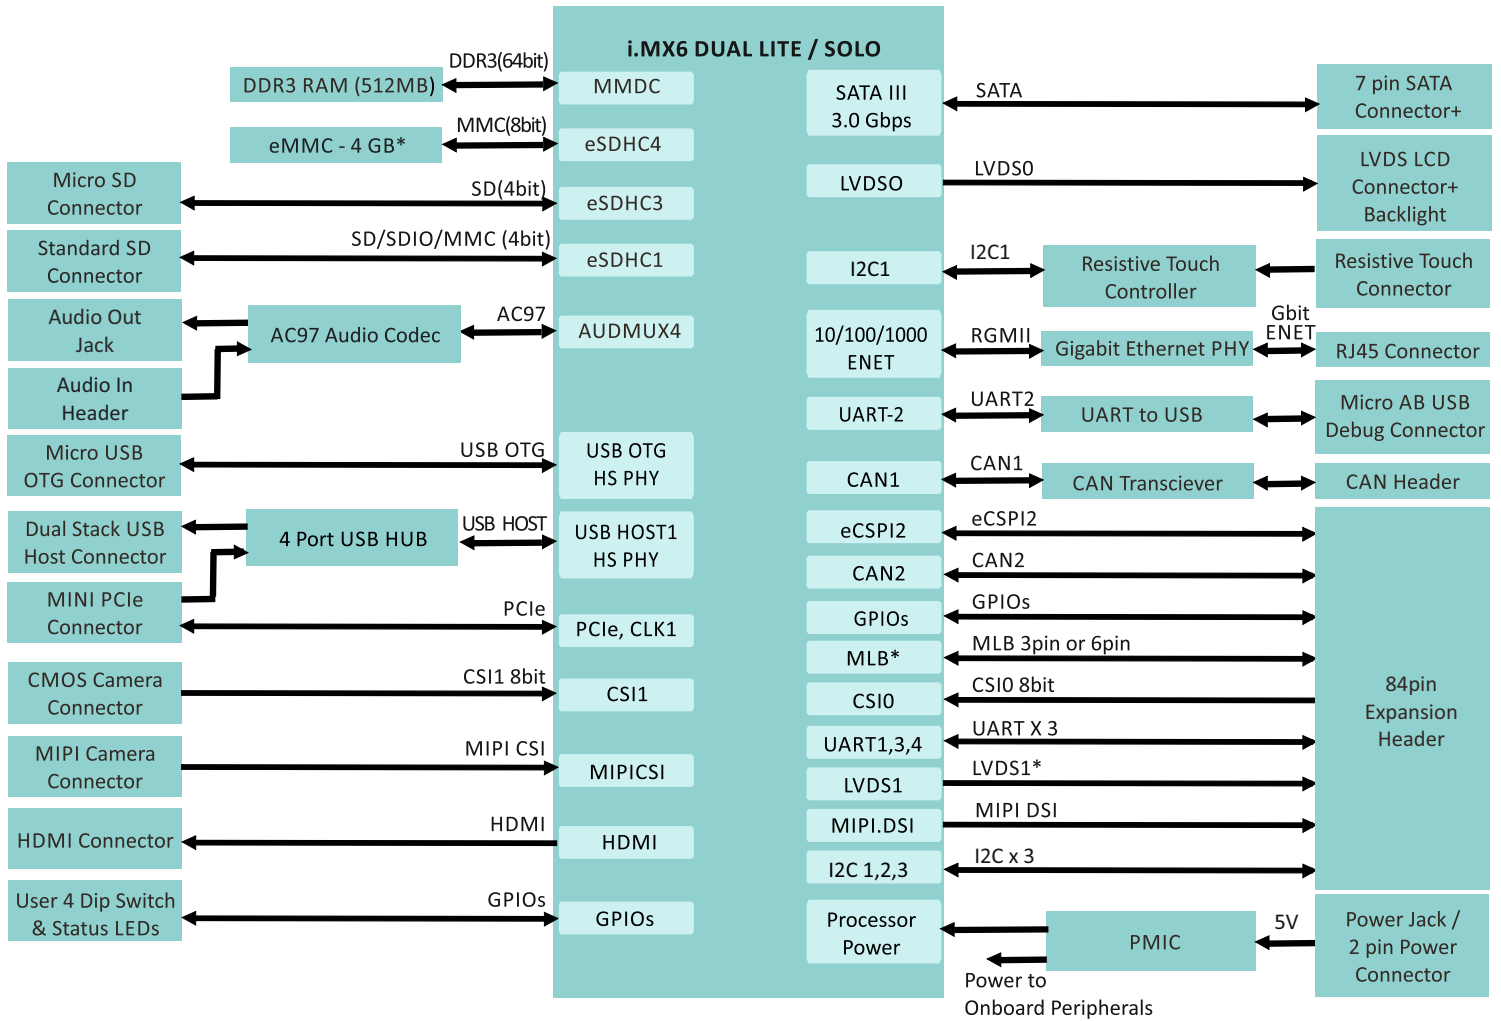 i.MX6 DUAL LITE / SOLO
DDR3 RAM (512MB)
DDR3(64bit)
MMDC
eMMC - 4 GB*
MMC(8bit)
eSDHC4
Micro SD
Connector
SD(4bit)
eSDHC3
Standard SD
Connector
SD/SDIO/MMC (4bit)
eSDHC1
Audio Out
Jack
AC97 Audio Codec
AC97
AUDMUX4
Audio In
Header
Micro USB
OTG Connector
USB OTG
USB OTG
HS PHY
Dual Stack USB
Host Connector
4 Port USB HUB
USB HOST
USB HOST1
HS PHY
MINI PCIe
Connector
PCIe
PCIe, CLK1
CMOS Camera
Connector
CSI1 8bit
CSI1
MIPI Camera
Connector
MIPI CSI
MIPICSI
HDMI Connector
HDMI
HDMI
User 4 Dip Switch
& Status LEDs
GPIOs
GPIOs
SATA III
3.0 Gbps
SATA
7 pin SATA
Connector+
LVDSO
LVDS0
LVDS LCD
Connector+
Backlight
I2C1
I2C1
Resistive Touch
Controller
Resistive Touch
Connector
10/100/1000
ENET
RGMII
Gigabit Ethernet PHY
Gbit
ENET
RJ45 Connector
UART-2
UART2
UART to USB
Micro AB USB
Debug Connector
CAN1
CAN1
CAN Transciever
CAN Header
eCSPI2
eCSPI2
CAN2
CAN2
GPIOs
GPIOs
MLB*
MLB 3pin or 6pin
CSI0
CSI0 8bit
UART1,3,4
UART X 3
LVDS1
LVDS1*
MIPI.DSI
MIPI DSI
I2C 1,2,3
I2C x 3
84pin
Expansion
Header
Processor
Power
PMIC
5V
Power Jack /
2 pin Power
Connector
Power to
Onboard Peripherals